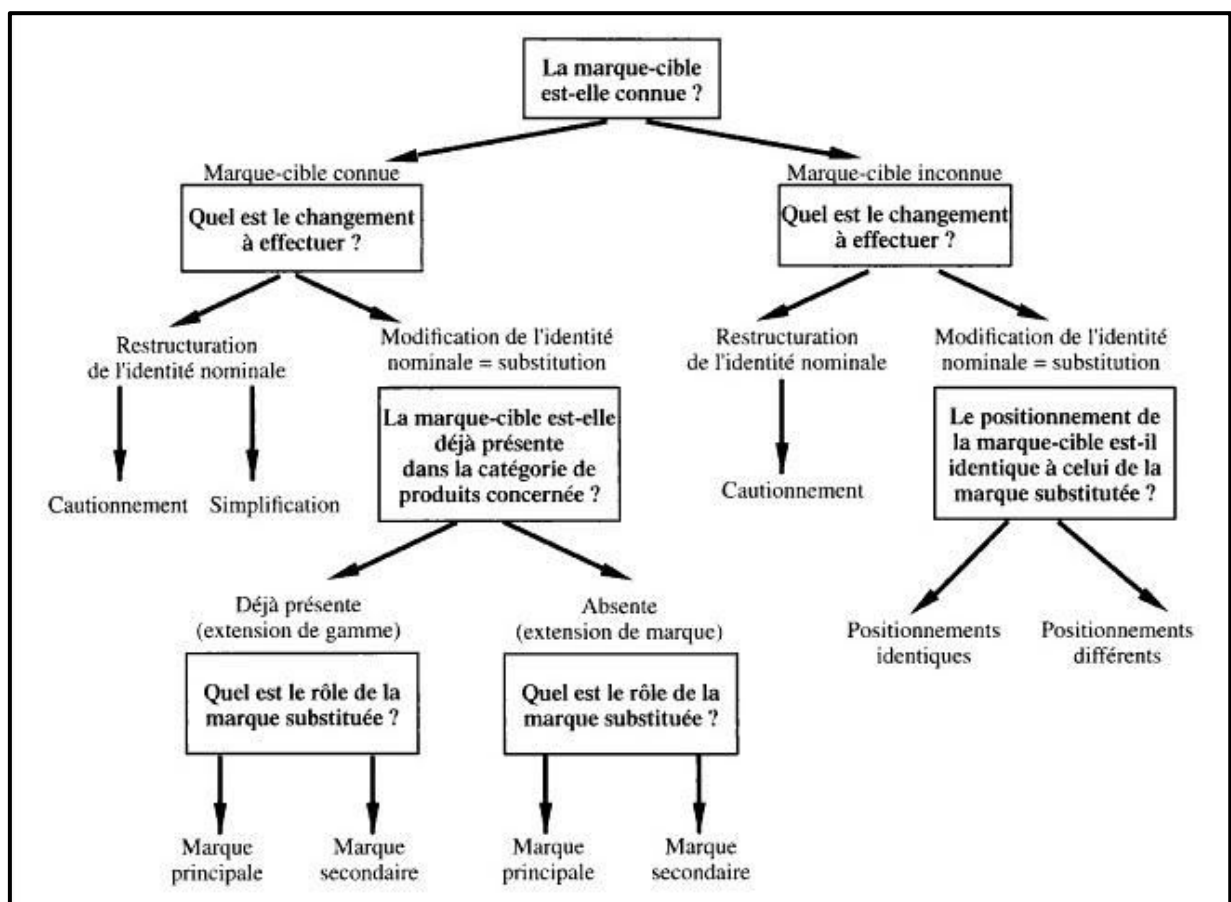 La marque-cible
est-elle connue ?
Marque-cible connue
Quel est le changement
à effectuer ?
Marque-cible inconnue
Quel est le changement
à effectuer ?
Restructuration
de l'identité nominale
Modification de l'identité
nominale = substitution
Restructuration
de l'identité nominale
Modification de l'identité
nominale = substitution
La marque-cible est-elle
déjà présente
dans la catégorie de
produits concernée ?
Le positionnement de
la marque-cible est-il
identique à celui de la
marque substitutée ?
Cautionnement
Simplification
Cautionnement
Déjà présente
(extension de gamme)
Absente
(extension de marque)
Positionnements
identiques
Positionnements
différents
Quel est le rôle de la
marque substituée ?
Quel est le rôle de la
marque substituée ?
Marque
principale
Marque
secondaire
Marque
principale
Marque
secondaire